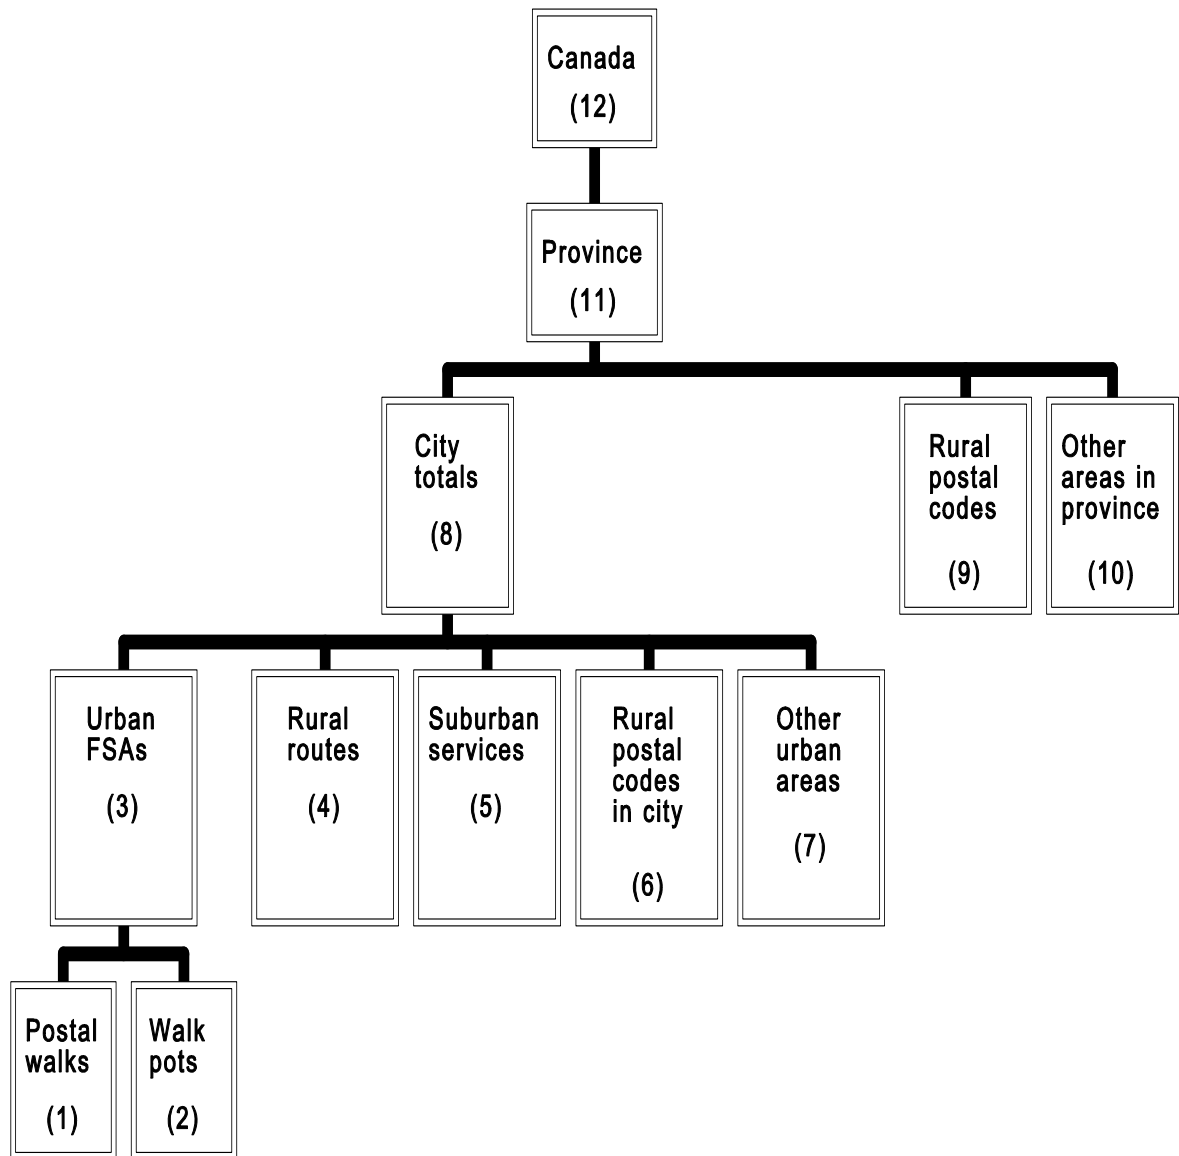 Canada
(12)
Province
(11)
City
totals
(8)
Rural
postal
codes
(9)
Other
areas in
province
(10)
Urban
FSAs
(3)
Rural
routes
(4)
Suburban
services
(5)
Rural
postal
codes
in city
(6)
Other
urban
areas
(7)
Postal
walks
(1)
Walk
pots
(2)